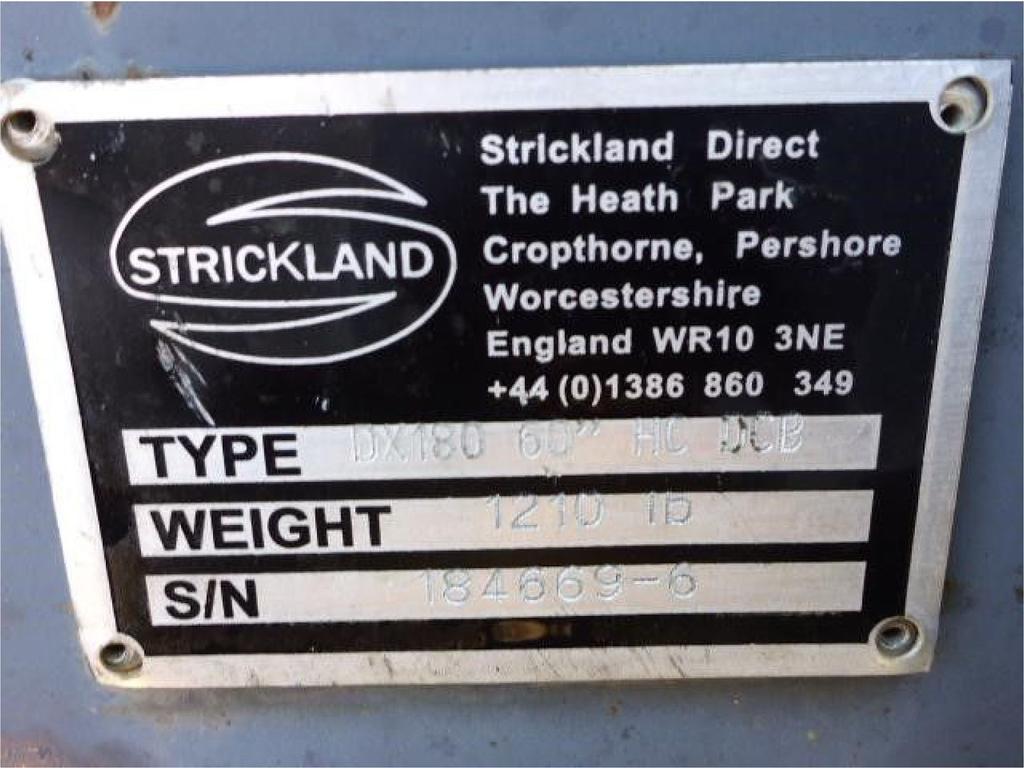 STRICKLAND
Strickland Direct
The Heath Park
Cropthorne, Pershore
Worcestershire
England WR10 3NE
+44 (0)1386 860 349
TYPE DX180 60" HC DCB
WEIGHT 1210 lb
S/N 184669-6